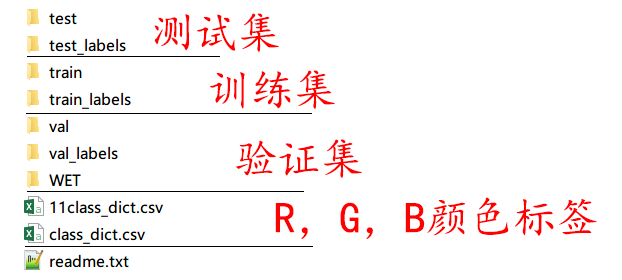 test
test_labels
测试集
train
train_labels
训练集
val
val_labels
验证集
WET
11class_dict.csv
class_dict.csv
R，G，B颜色标签
readme.txt